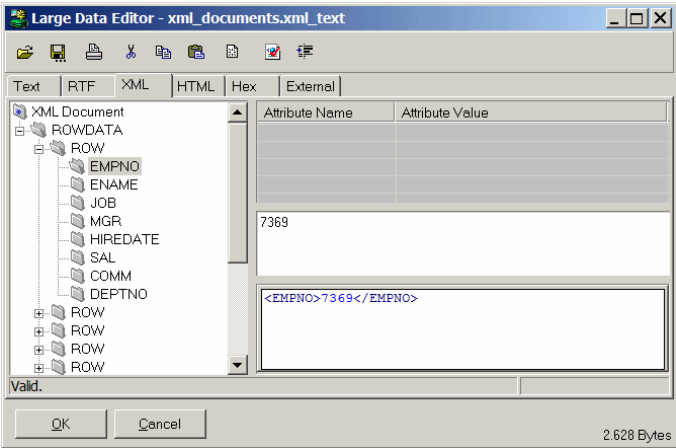 Large Data Editor - xml_documents.xml_text
Text RTF XML HTML Hex External
XML Document
ROWDATA
ROW
EMPNO
ENAME
JOB
MGR
HIREDATE
SAL
COMM
DEPTNO
ROW
ROW
ROW
ROW
Attribute Name Attribute Value
7369
<EMPNO>7369</EMPNO>
Valid.
OK Cancel
2.628 Bytes